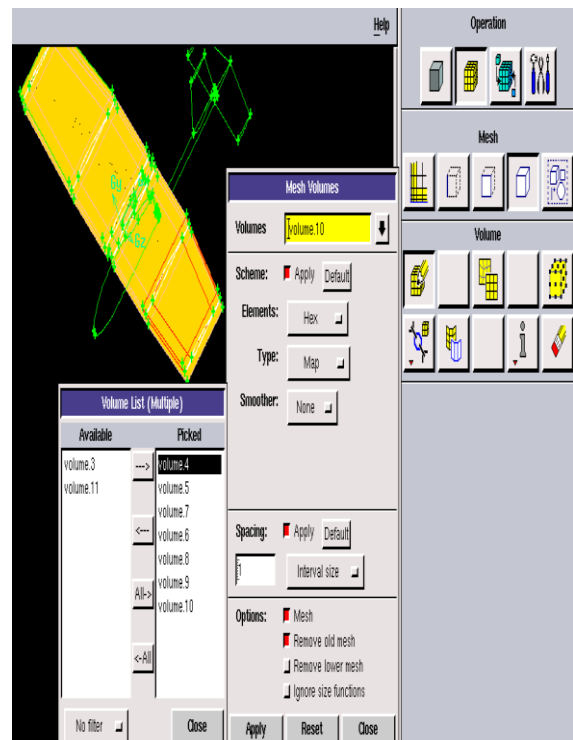 Help
Operation
Mesh
Volume
Gy
Gz
Mesh Volumes
Volumes volume.10
Scheme: Apply Default
Elements: Hex
Type: Map
Smoother: None
Spacing: Apply Default
1 Interval size
Options: Mesh
Remove old mesh
Remove lower mesh
Ignore size functions
Apply Reset Close
Volume List (Multiple)
Available Picked
volume.3
volume.11
--->
<---
All->
<-All
volume.4
volume.5
volume.7
volume.6
volume.8
volume.9
volume.10
No filter Close